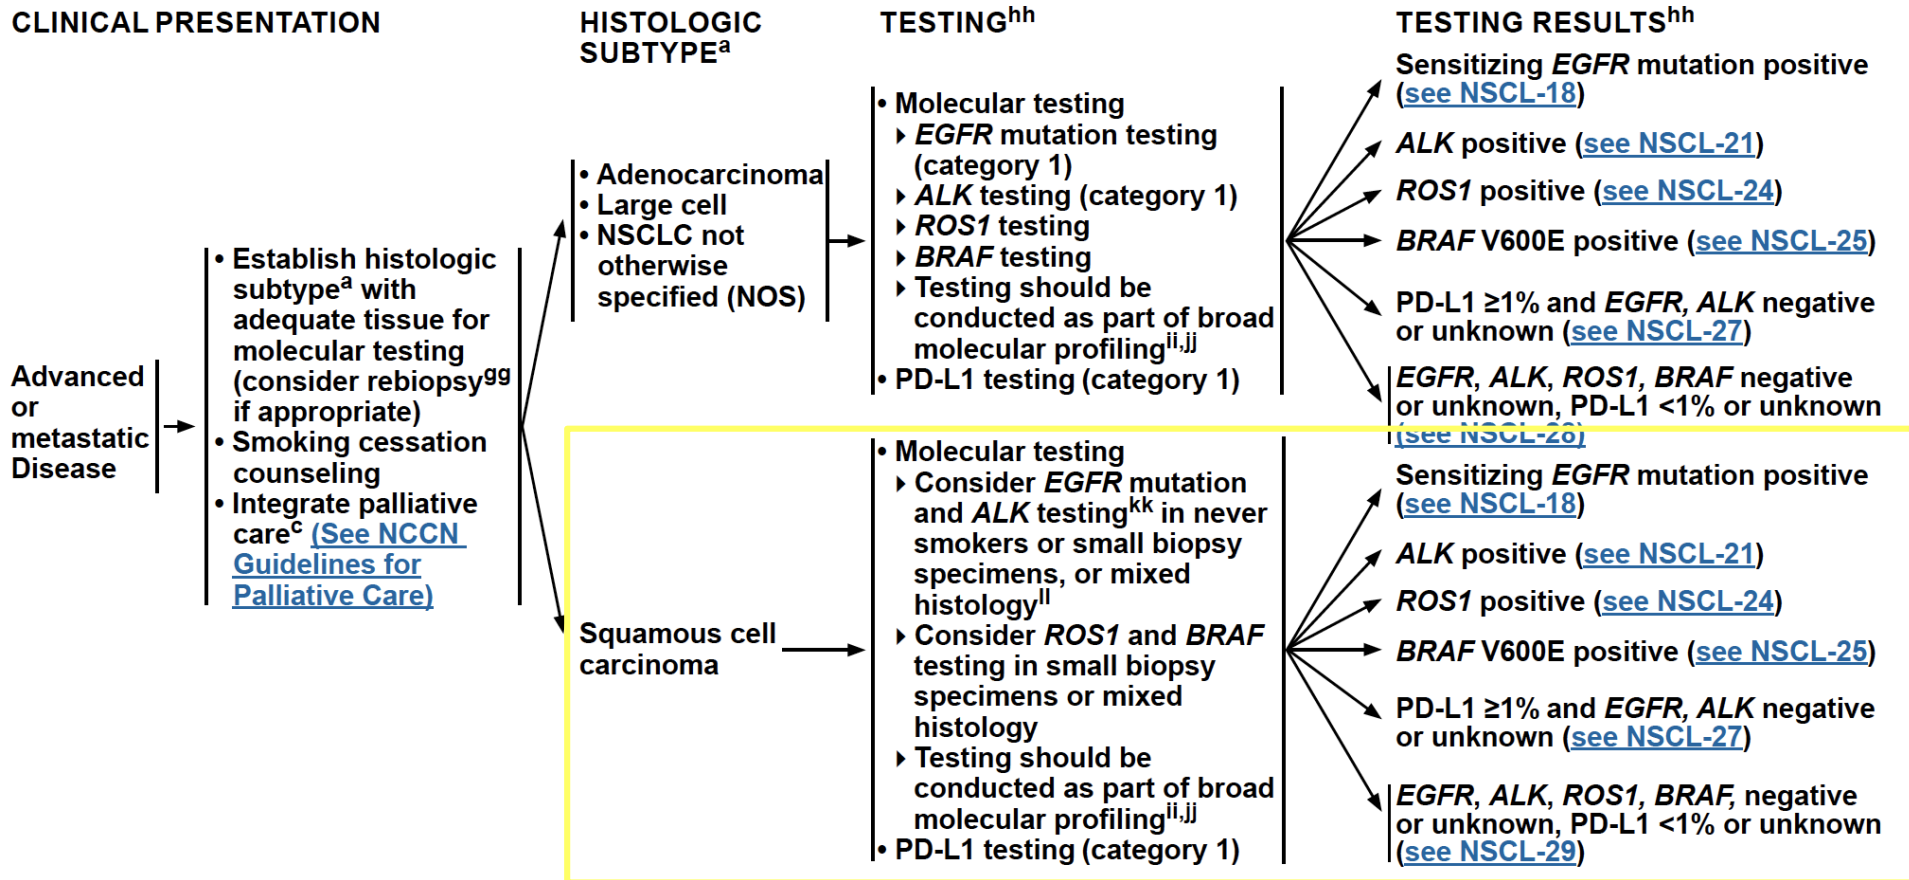 CLINICAL PRESENTATION
HISTOLOGIC
SUBTYPEa
TESTINGhh
TESTING RESULTShh
Advanced
or
metastatic
Disease
• Establish histologic
subtypea with
adequate tissue for
molecular testing
(consider rebiopsygg
if appropriate)
• Smoking cessation
counseling
• Integrate palliative
carec (See NCCN
Guidelines for
Palliative Care)
• Adenocarcinoma
• Large cell
• NSCLC not
otherwise
specified (NOS)
• Molecular testing
▸ EGFR mutation testing
(category 1)
▸ ALK testing (category 1)
▸ ROS1 testing
▸ BRAF testing
▸ Testing should be
conducted as part of broad
molecular profilingii,jj
• PD-L1 testing (category 1)
Sensitizing EGFR mutation positive
(see NSCL-18)
ALK positive (see NSCL-21)
ROS1 positive (see NSCL-24)
BRAF V600E positive (see NSCL-25)
PD-L1 ≥1% and EGFR, ALK negative
or unknown (see NSCL-27)
EGFR, ALK, ROS1, BRAF negative
or unknown, PD-L1 <1% or unknown
(see NSCL-28)
Squamous cell
carcinoma
• Molecular testing
▸ Consider EGFR mutation
and ALK testingkk in never
smokers or small biopsy
specimens, or mixed
histologyll
▸ Consider ROS1 and BRAF
testing in small biopsy
specimens or mixed
histology
▸ Testing should be
conducted as part of broad
molecular profilingii,jj
• PD-L1 testing (category 1)
Sensitizing EGFR mutation positive
(see NSCL-18)
ALK positive (see NSCL-21)
ROS1 positive (see NSCL-24)
BRAF V600E positive (see NSCL-25)
PD-L1 ≥1% and EGFR, ALK negative
or unknown (see NSCL-27)
EGFR, ALK, ROS1, BRAF, negative
or unknown, PD-L1 <1% or unknown
(see NSCL-29)